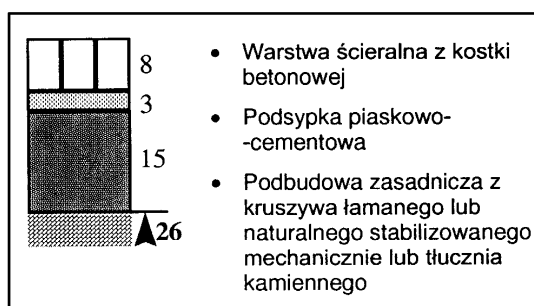 8
3
15
26
• Warstwa ścieralna z kostki
betonowej
• Podsypka piaskowo-
-cementowa
• Podbudowa zasadnicza z
kruszywa łamanego lub
naturalnego stabilizowanego
mechanicznie lub tłucznia
kamiennego